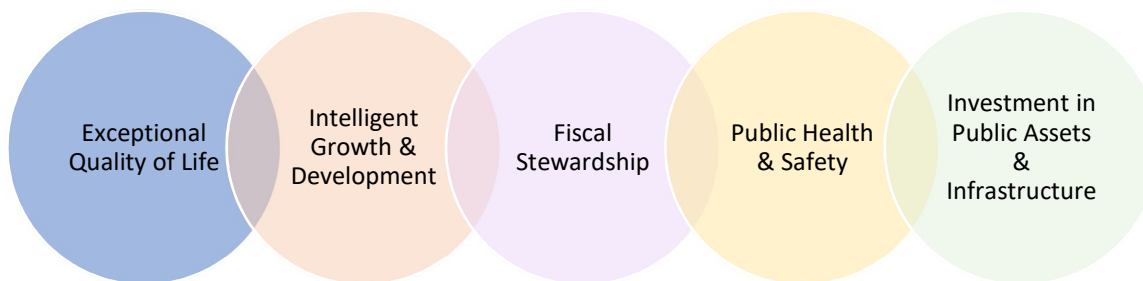 Exceptional
Quality of Life
Intelligent
Growth &
Development
Fiscal
Stewardship
Public Health
& Safety
Investment in
Public Assets
&
Infrastructure